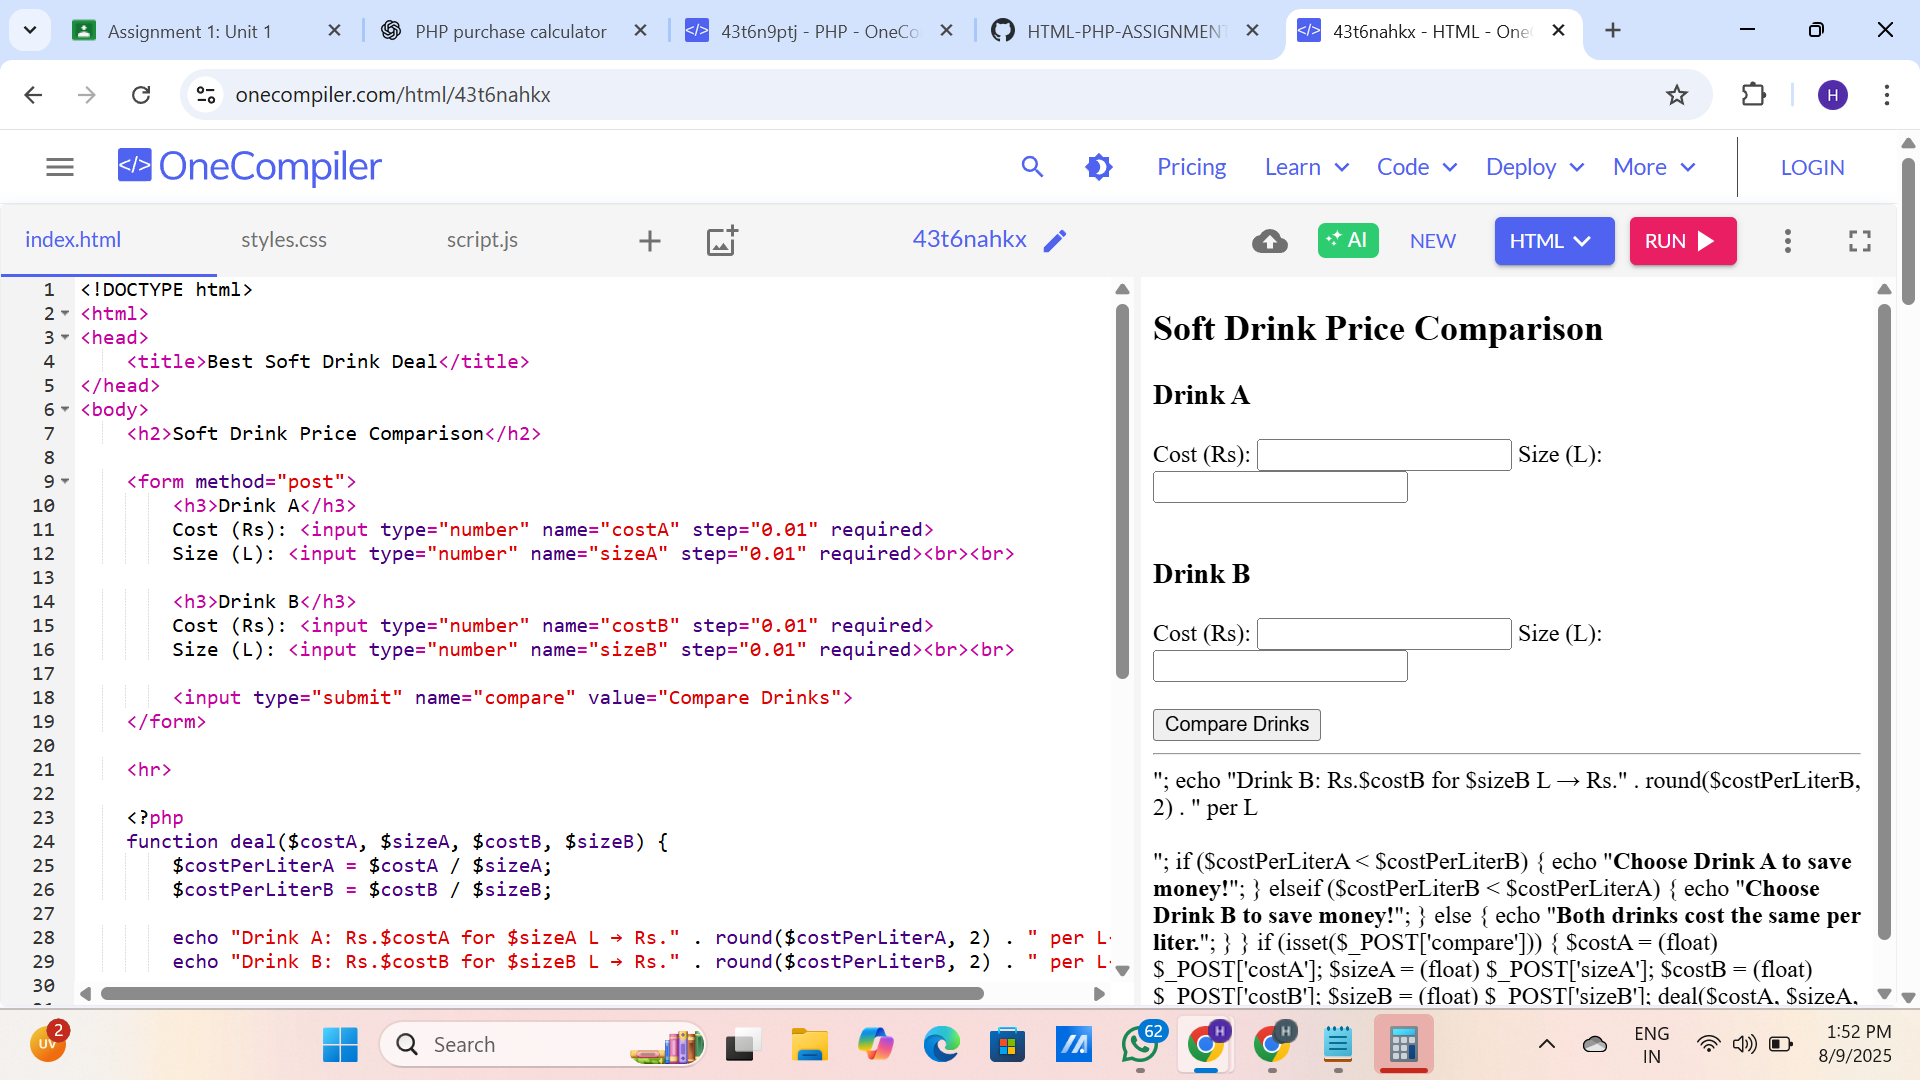 Assignment 1: Unit 1
PHP purchase calculator
43t6n9ptj - PHP - OneCo
HTML-PHP-ASSIGNMENT
43t6nahkx - HTML - One
onecompiler.com/html/43t6nahkx
H
</> OneCompiler
Pricing
Learn
Code
Deploy
More
LOGIN
index.html
styles.css
script.js
43t6nahkx
AI
NEW
HTML
RUN
1 <!DOCTYPE html>
2 <html>
3 <head>
4 <title>Best Soft Drink Deal</title>
5 </head>
6 <body>
7 <h2>Soft Drink Price Comparison</h2>
8
9 <form method="post">
10 <h3>Drink A</h3>
11 Cost (Rs): <input type="number" name="costA" step="0.01" required>
12 Size (L): <input type="number" name="sizeA" step="0.01" required><br><br>
13
14 <h3>Drink B</h3>
15 Cost (Rs): <input type="number" name="costB" step="0.01" required>
16 Size (L): <input type="number" name="sizeB" step="0.01" required><br><br>
17
18 <input type="submit" name="compare" value="Compare Drinks">
19 </form>
20
21 <hr>
22
23 <?php
24 function deal($costA, $sizeA, $costB, $sizeB) {
25 $costPerLiterA = $costA / $sizeA;
26 $costPerLiterB = $costB / $sizeB;
27
28 echo "Drink A: Rs.$costA for $sizeA L → Rs." . round($costPerLiterA, 2) . " per L
29 echo "Drink B: Rs.$costB for $sizeB L → Rs." . round($costPerLiterB, 2) . " per L
30
Soft Drink Price Comparison
Drink A
Cost (Rs): Size (L):
Drink B
Cost (Rs): Size (L):
Compare Drinks
"; echo "Drink B: Rs.$costB for $sizeB L → Rs." . round($costPerLiterB,
2) . " per L
"; if ($costPerLiterA < $costPerLiterB) { echo "Choose Drink A to save
money!"; } elseif ($costPerLiterB < $costPerLiterA) { echo "Choose
Drink B to save money!"; } else { echo "Both drinks cost the same per
liter."; } } if (isset($_POST['compare'])) { $costA = (float)
$_POST['costA']; $sizeA = (float) $_POST['sizeA']; $costB = (float)
$_POST['costB']; $sizeB = (float) $_POST['sizeB']; deal($costA, $sizeA,
UV
2
Search
62
H
H
ENG
IN
1:52 PM
8/9/2025